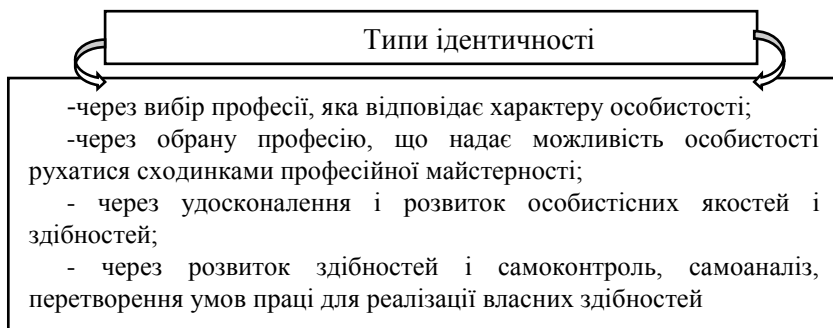 Типи ідентичності
-через вибір професії, яка відповідає характеру особистості;
-через обрану професію, що надає можливість особистості
рухатися сходинками професійної майстерності;
- через удосконалення і розвиток особистісних якостей і
здібностей;
- через розвиток здібностей і самоконтроль, самоаналіз,
перетворення умов праці для реалізації власних здібностей